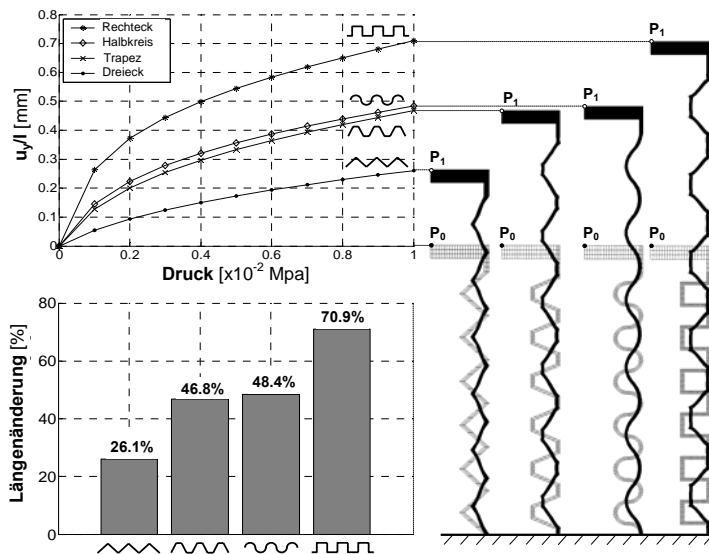 0.8
0.7
0.6
0.5
0.4
0.3
0.2
0.1
0
u_y/l [mm]
Rechteck
Halbkreis
Trapez
Dreieck
0 0.2 0.4 0.6 0.8 1
Druck [x10⁻² Mpa]
P₁
P₁
P₁
P₁
P₀
P₀
P₀
P₀
80
60
40
20
0
Längenänderung [%]
26.1%
46.8%
48.4%
70.9%